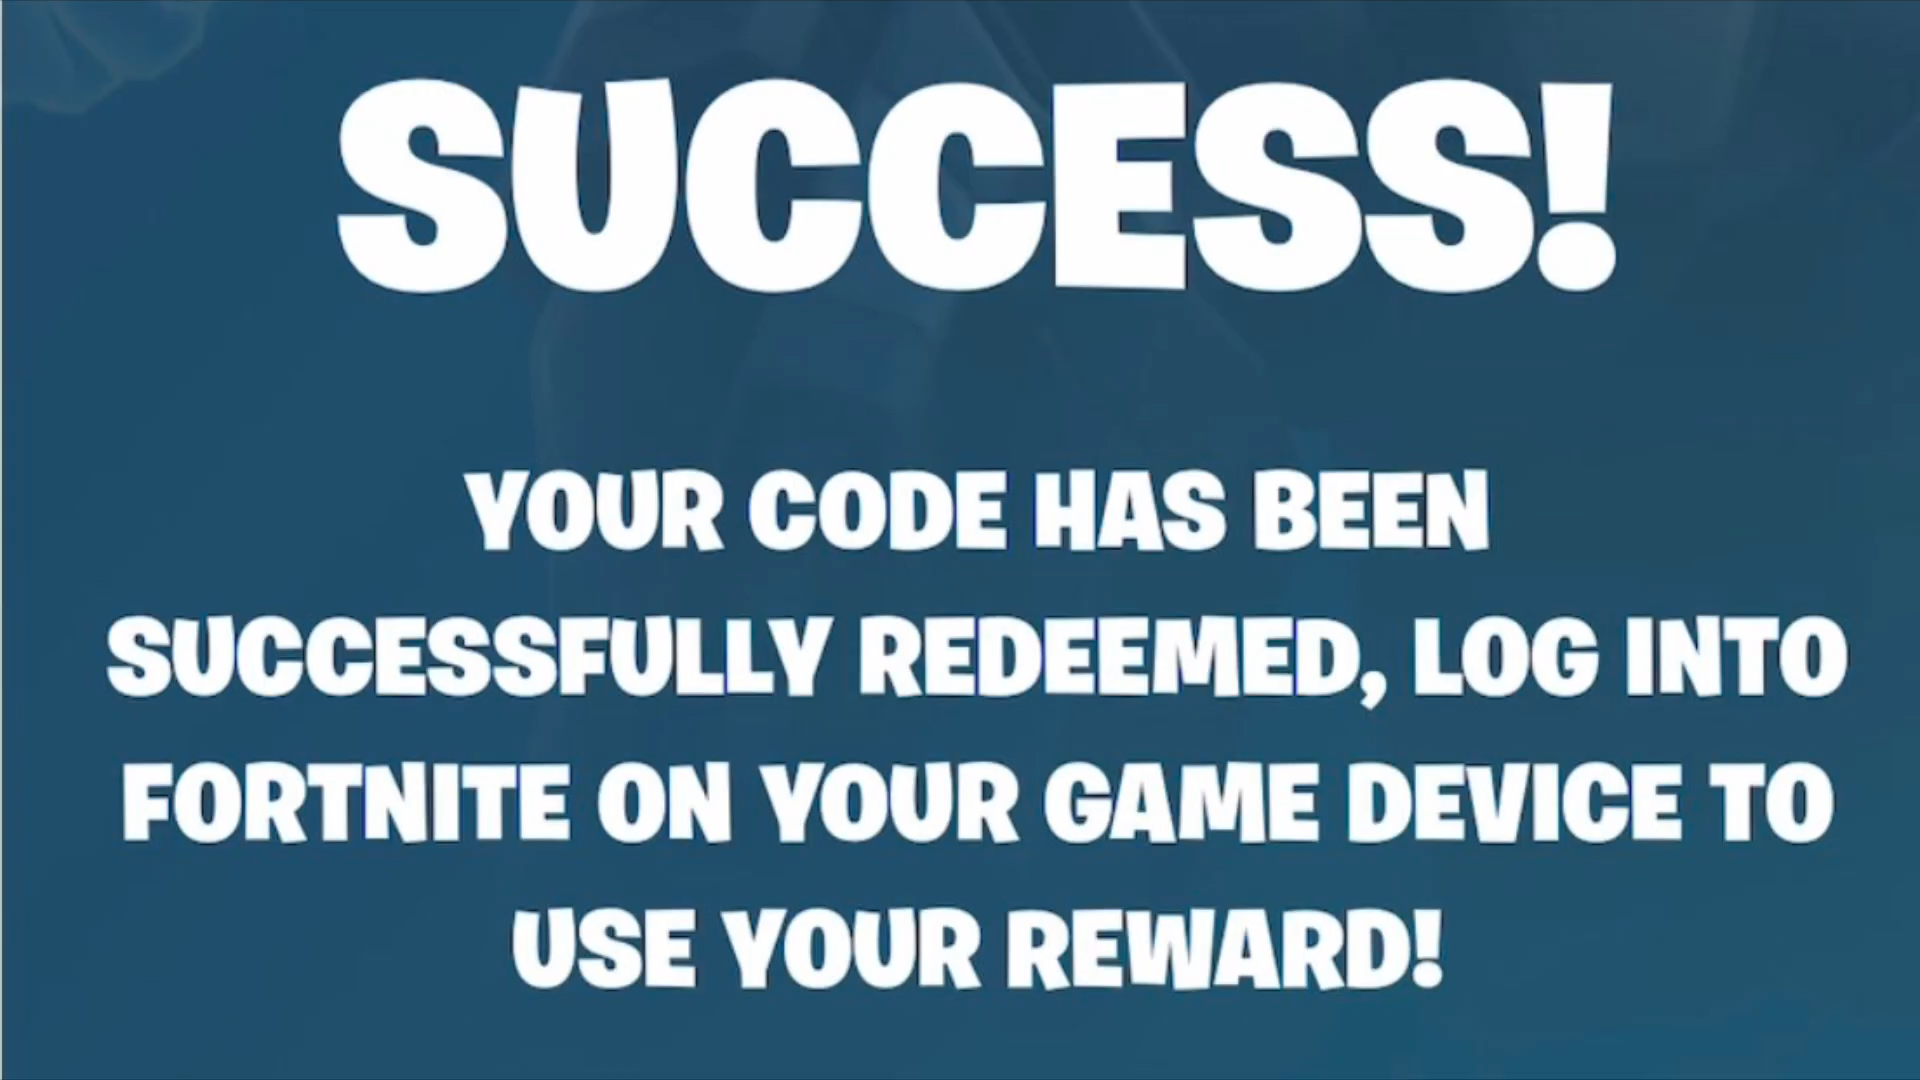 SUCCESS!
YOUR CODE HAS BEEN
SUCCESSFULLY REDEEMED, LOG INTO
FORTNITE ON YOUR GAME DEVICE TO
USE YOUR REWARD!